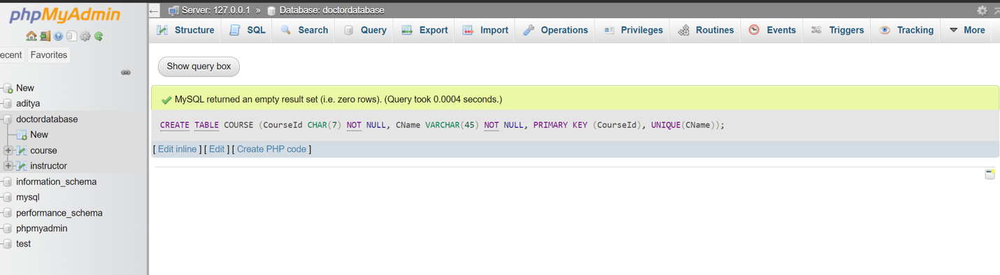 phpMyAdmin
Server: 127.0.0.1 » Database: doctordatabase
Structure SQL Search Query Export Import Operations Privileges Routines Events Triggers Tracking More
ecent Favorites
New
aditya
doctordatabase
New
course
instructor
information_schema
mysql
performance_schema
phpmyadmin
test
Show query box
MySQL returned an empty result set (i.e. zero rows). (Query took 0.0004 seconds.)
CREATE TABLE COURSE (CourseId CHAR(7) NOT NULL, CName VARCHAR(45) NOT NULL, PRIMARY KEY (CourseId), UNIQUE(CName));
[ Edit inline ] [ Edit ] [ Create PHP code ]